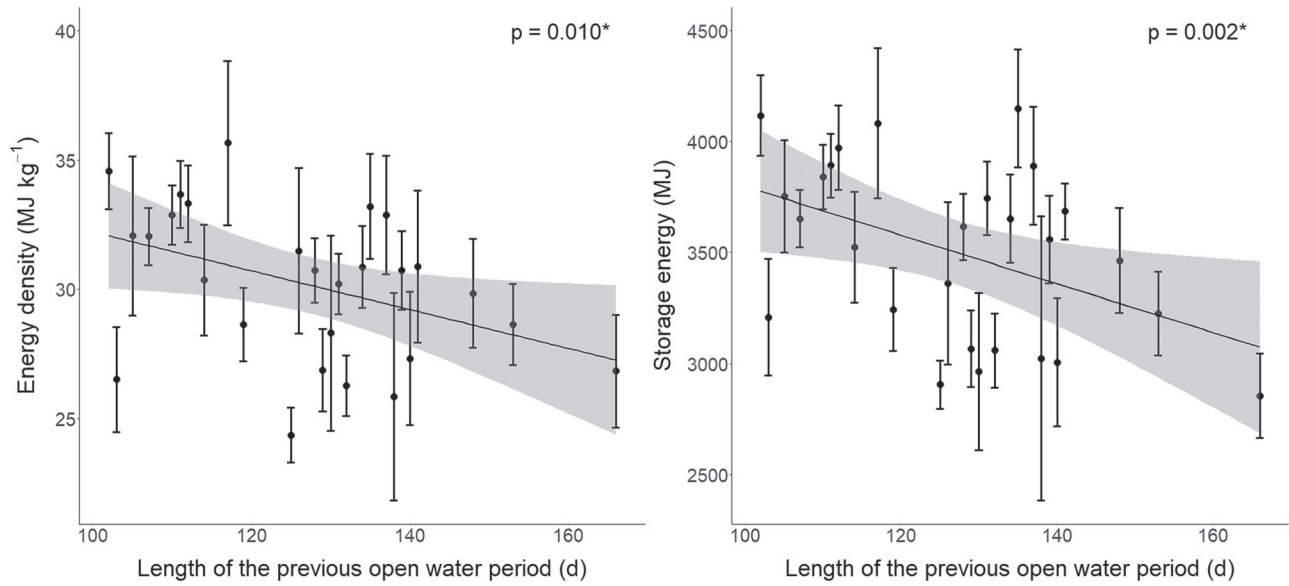 p = 0.010*
Energy density (MJ kg⁻¹)
40
35
30
25
100 120 140 160
Length of the previous open water period (d)
p = 0.002*
Storage energy (MJ)
4500
4000
3500
3000
2500
100 120 140 160
Length of the previous open water period (d)